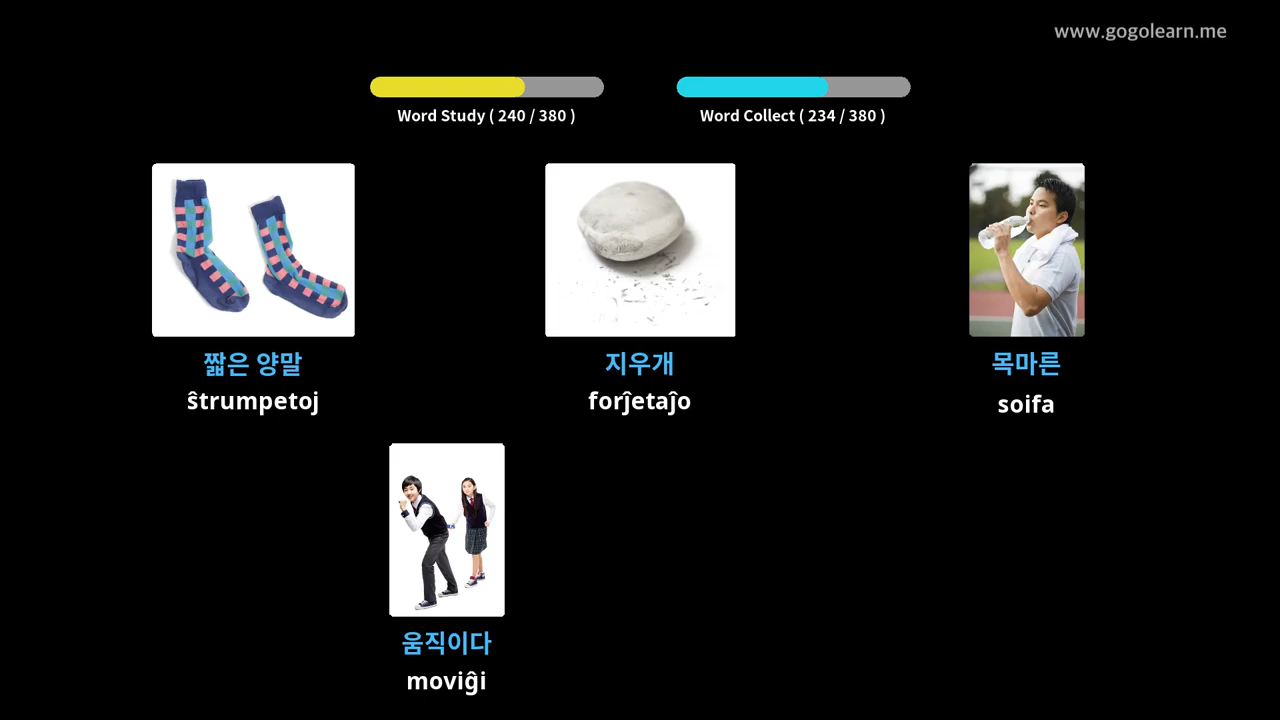 www.gogolearn.me
Word Study ( 240 / 380 )
Word Collect ( 234 / 380 )
짧은 양말
지우개
목마른
ŝtrumpetoj
forĵetaĵo
soifa
움직이다
moviĝi